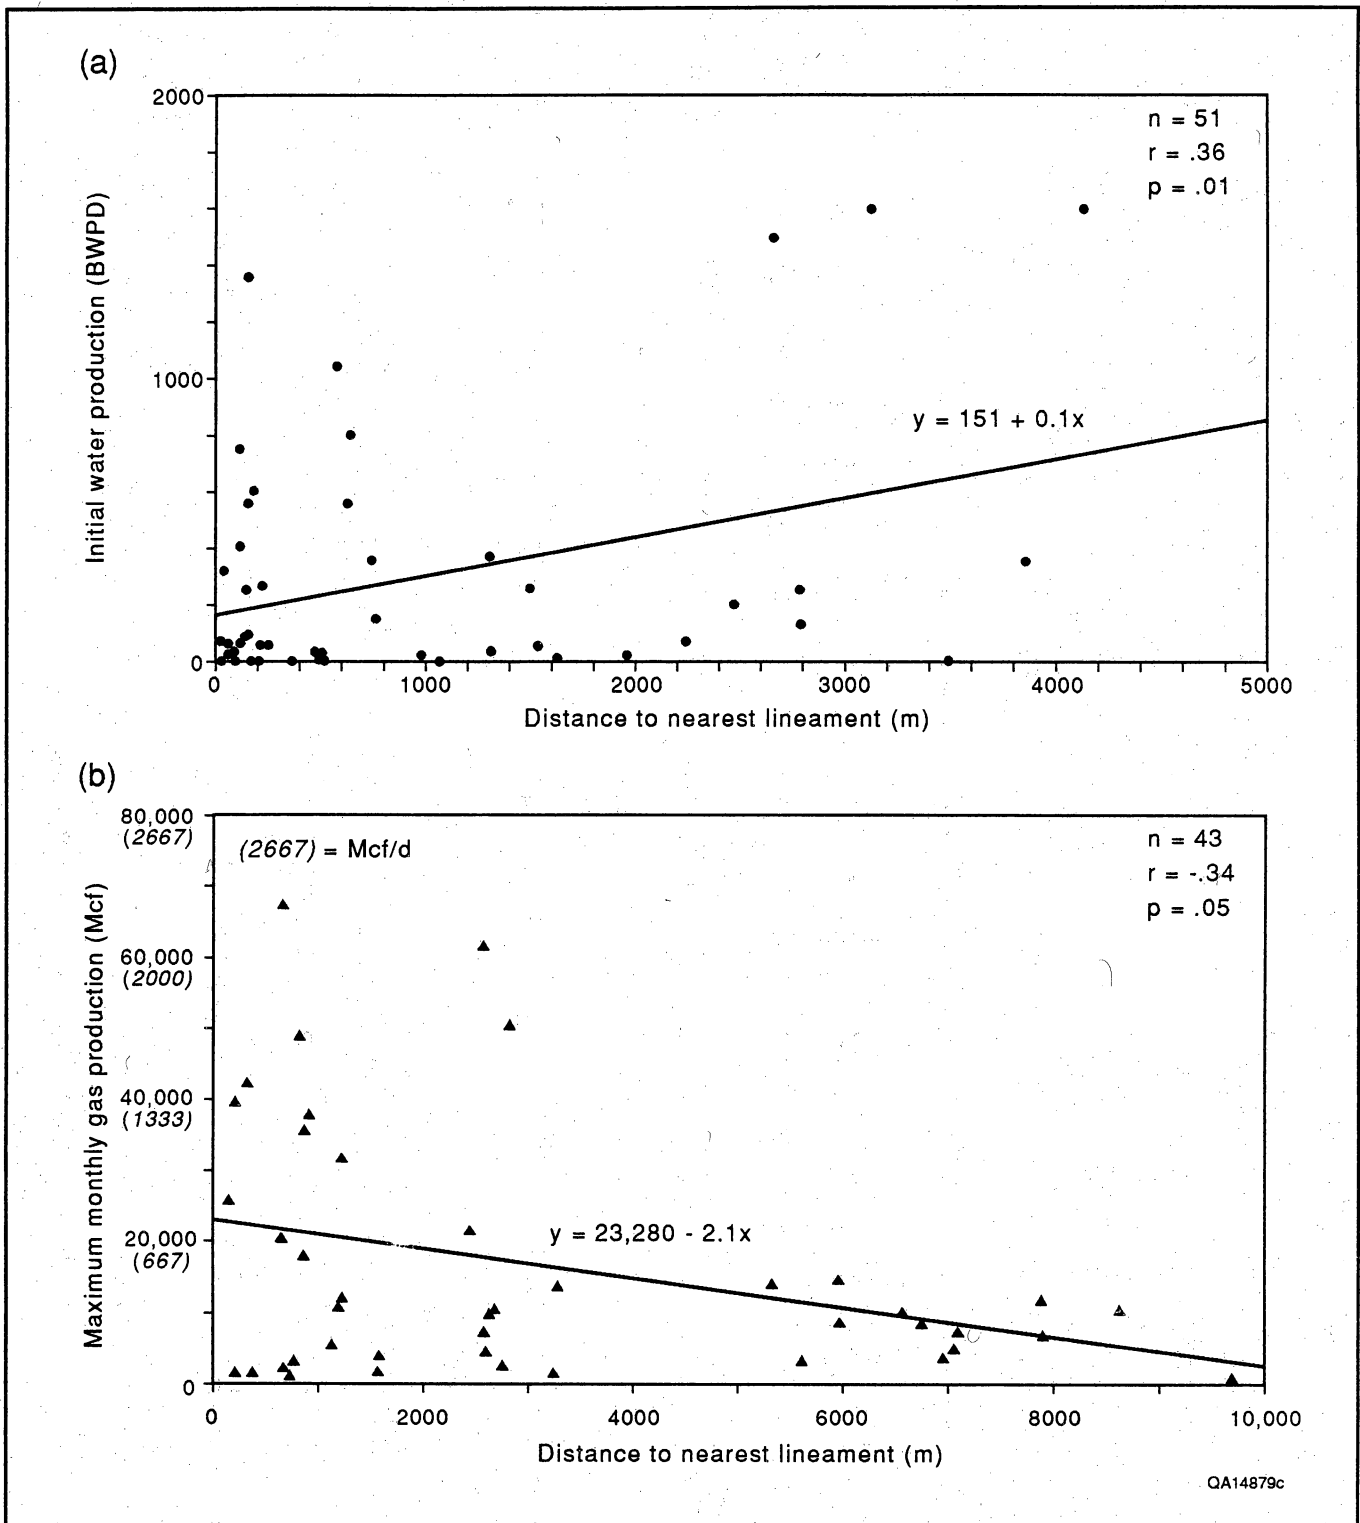 (a)
2000
n = 51
r = .36
p = .01
Initial water production (BWPD)
1000
y = 151 + 0.1x
0
0 1000 2000 3000 4000 5000
Distance to nearest lineament (m)
(b)
80,000
(2667)
(2667) = Mcf/d
n = 43
r = -.34
p = .05
Maximum monthly gas production (Mcf)
60,000
(2000)
40,000
(1333)
y = 23,280 - 2.1x
20,000
(667)
0
0 2000 4000 6000 8000 10,000
Distance to nearest lineament (m)
QA14879c